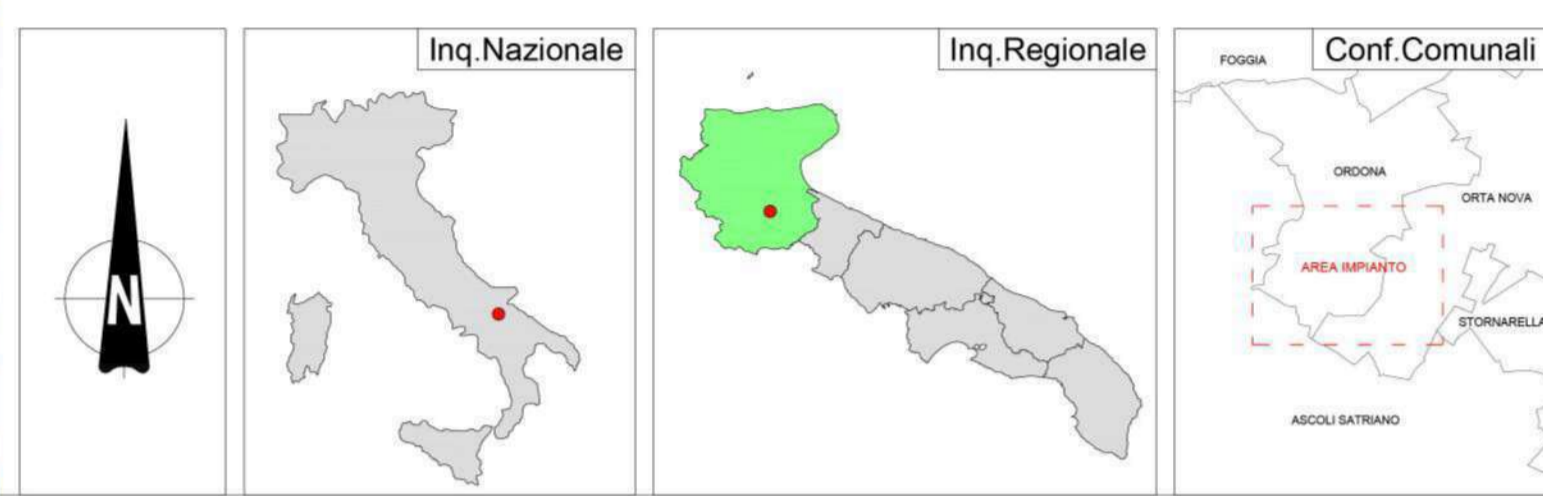 N
Inq.Nazionale
Inq.Regionale
Conf.Comunali
FOGGIA
ORDONA
ORTA NOVA
AREA IMPIANTO
STORNARELLA
ASCOLI SATRIANO